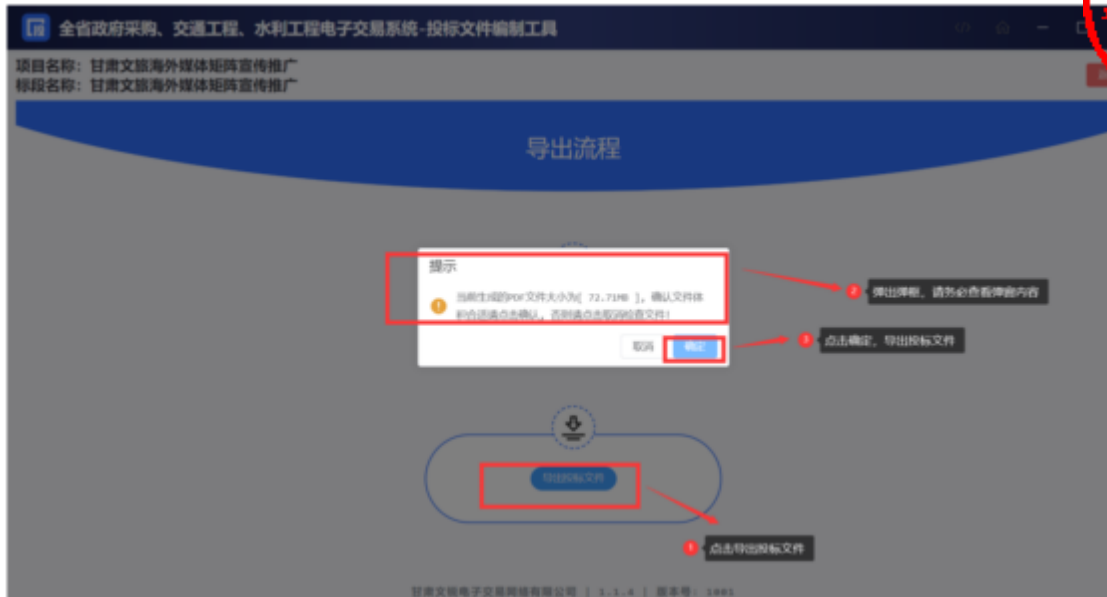 投 全省政府采购、交通工程、水利工程电子交易系统-投标文件编制工具
项目名称：甘肃文旅海外媒体矩阵宣传推广
标段名称：甘肃文旅海外媒体矩阵宣传推广
导出流程
提示
当前生成的PDF文件大小为[ 72.71MB ]，确认文件体
积合适请点击确认，否则请点击取消检查文件!
取消 确定
2 弹出弹框，请务必查看弹窗内容
3 点击确定，导出投标文件
导出投标文件
1 点击导出投标文件
| 1.1.4 | 版本号：1001